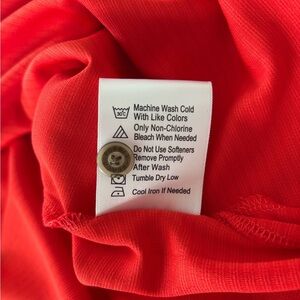 30°C
Machine Wash Cold
With Like Colors
Only Non-Chlorine
Bleach When Needed
Do Not Use Softeners
Remove Promptly
After Wash
Tumble Dry Low
Cool Iron If Needed